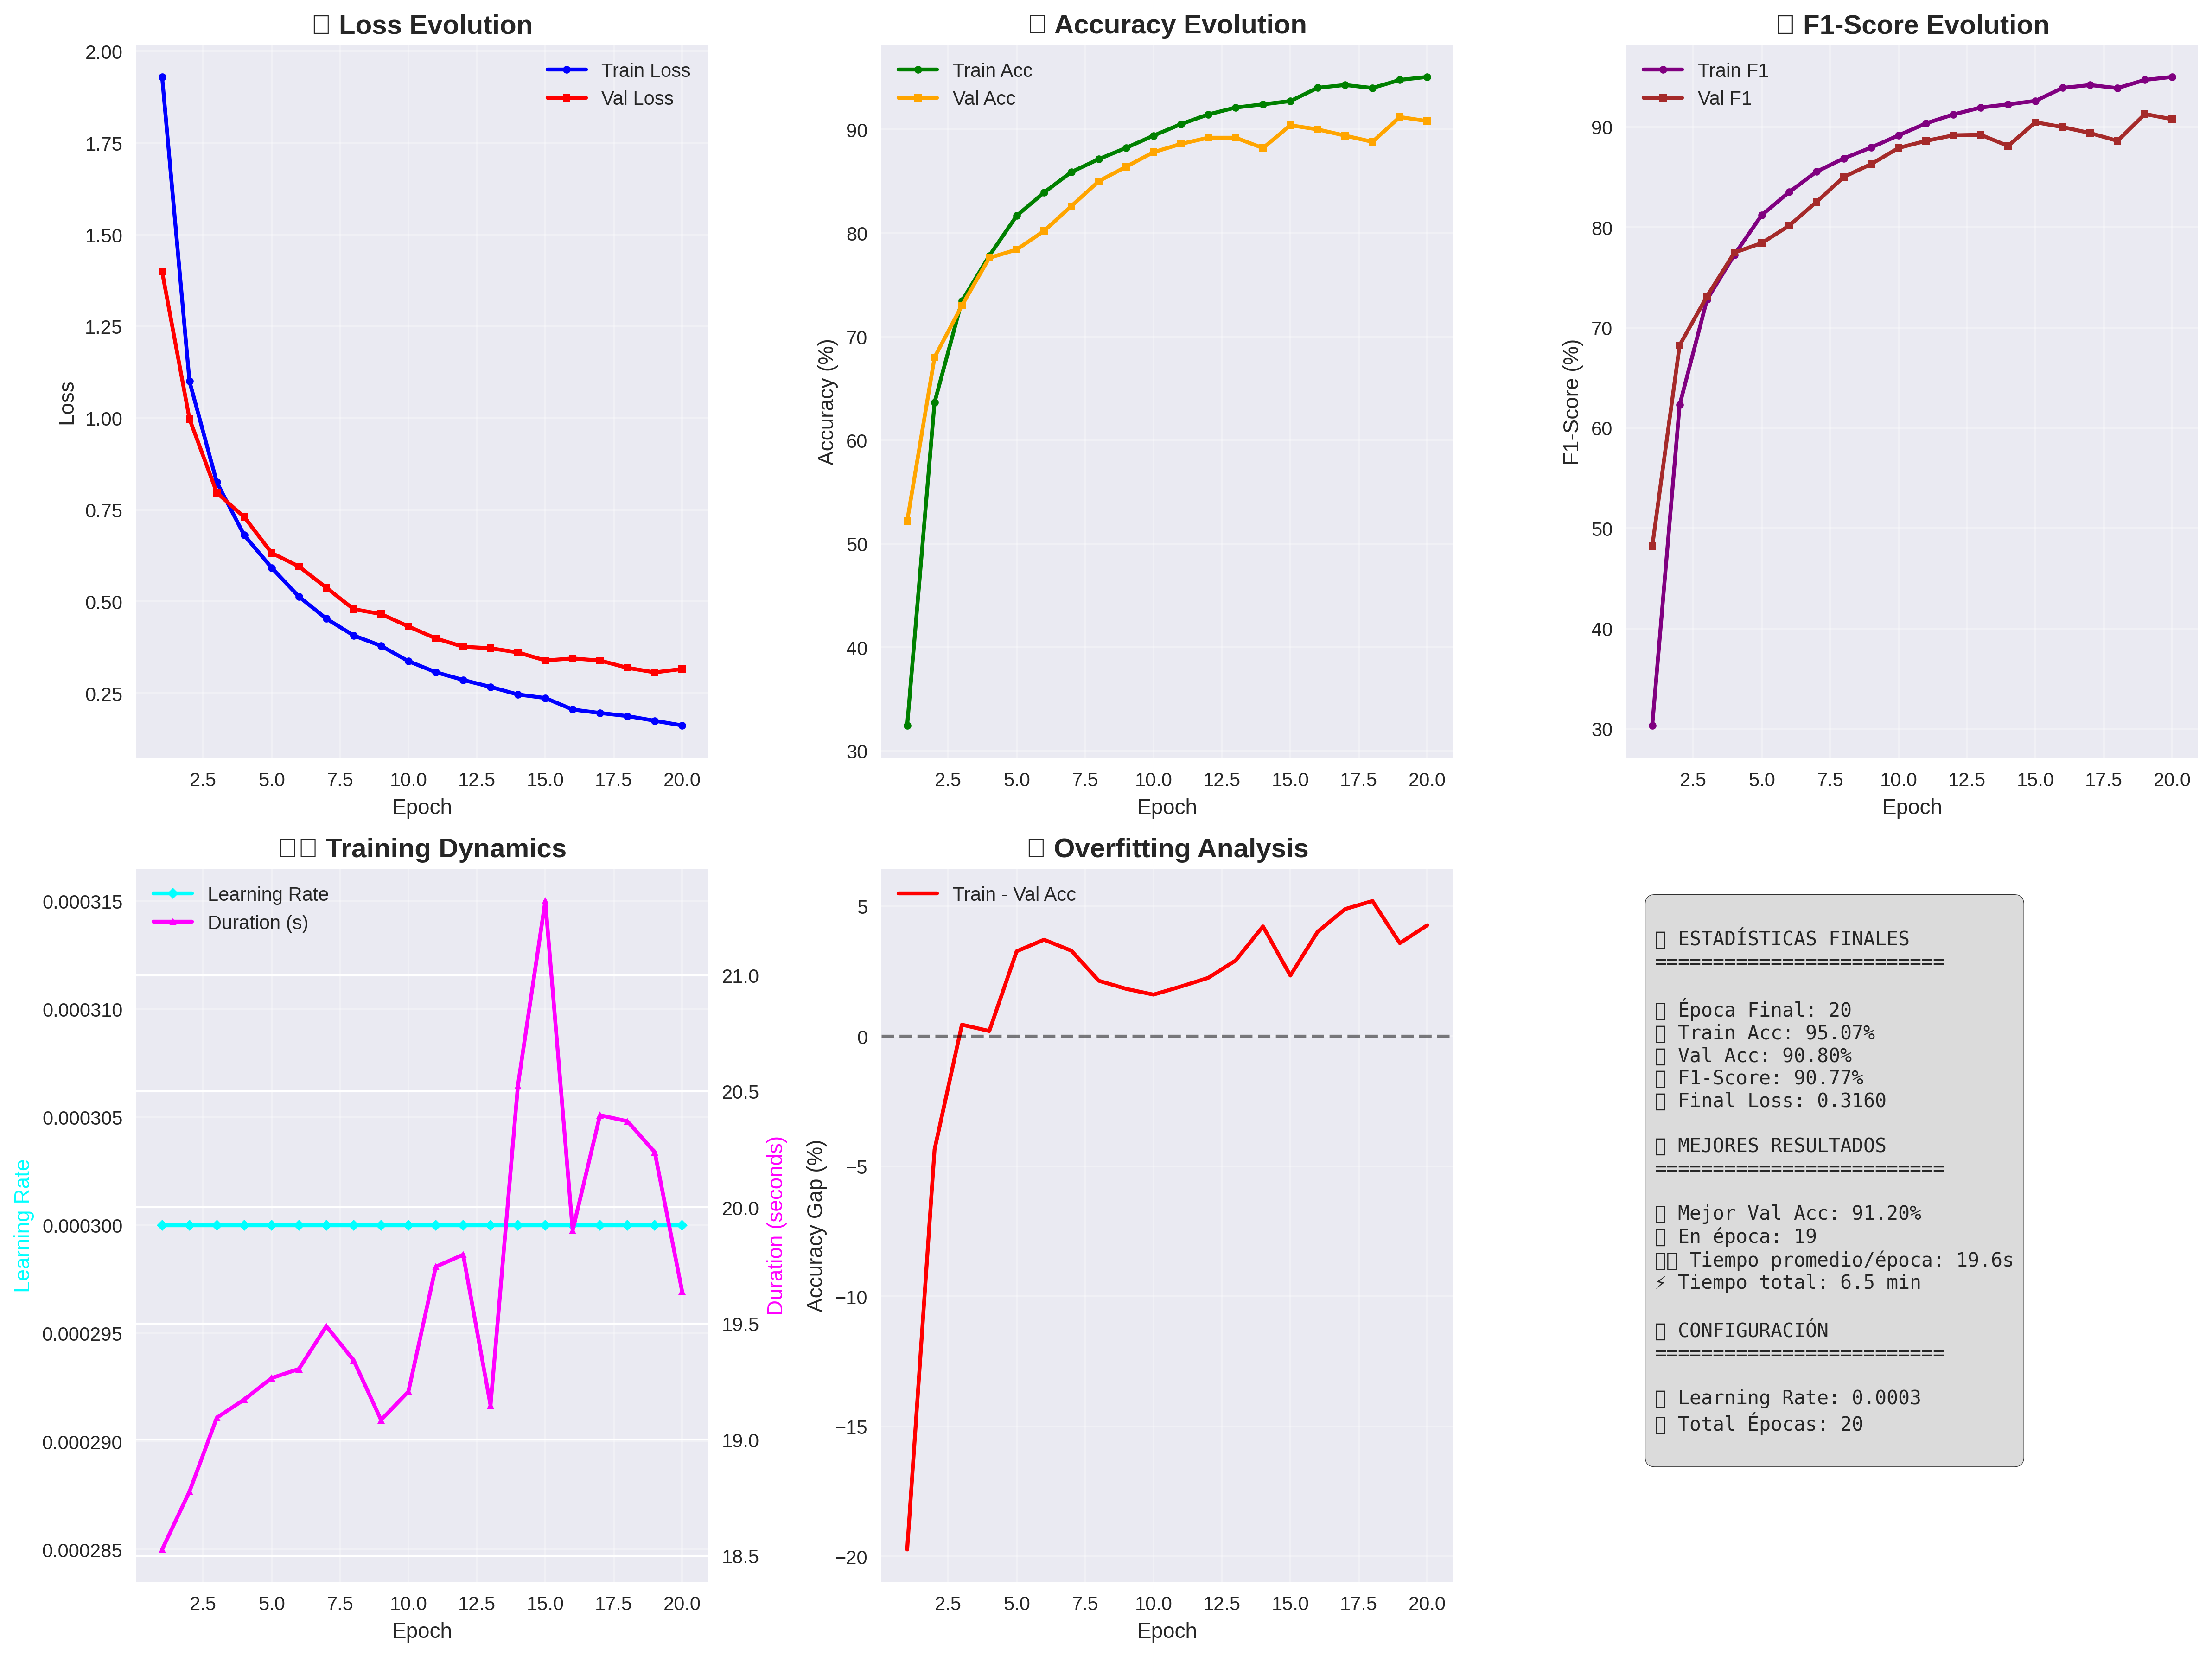 Loss Evolution
Train Loss
Val Loss
2.00
1.75
1.50
1.25
1.00
0.75
0.50
0.25
Loss
2.5 5.0 7.5 10.0 12.5 15.0 17.5 20.0
Epoch
Accuracy Evolution
Train Acc
Val Acc
90
80
70
60
50
40
30
Accuracy (%)
2.5 5.0 7.5 10.0 12.5 15.0 17.5 20.0
Epoch
F1-Score Evolution
Train F1
Val F1
90
80
70
60
50
40
30
F1-Score (%)
2.5 5.0 7.5 10.0 12.5 15.0 17.5 20.0
Epoch
Training Dynamics
Learning Rate
Duration (s)
0.000315
0.000310
0.000305
0.000300
0.000295
0.000290
0.000285
Learning Rate
21.0
20.5
20.0
19.5
19.0
18.5
Duration (seconds)
2.5 5.0 7.5 10.0 12.5 15.0 17.5 20.0
Epoch
Overfitting Analysis
Train - Val Acc
5
0
−5
−10
−15
−20
Accuracy Gap (%)
2.5 5.0 7.5 10.0 12.5 15.0 17.5 20.0
Epoch
ESTADÍSTICAS FINALES
=========================
Época Final: 20
Train Acc: 95.07%
Val Acc: 90.80%
F1-Score: 90.77%
Final Loss: 0.3160
MEJORES RESULTADOS
=========================
Mejor Val Acc: 91.20%
En época: 19
Tiempo promedio/época: 19.6s
⚡ Tiempo total: 6.5 min
CONFIGURACIÓN
=========================
Learning Rate: 0.0003
Total Épocas: 20